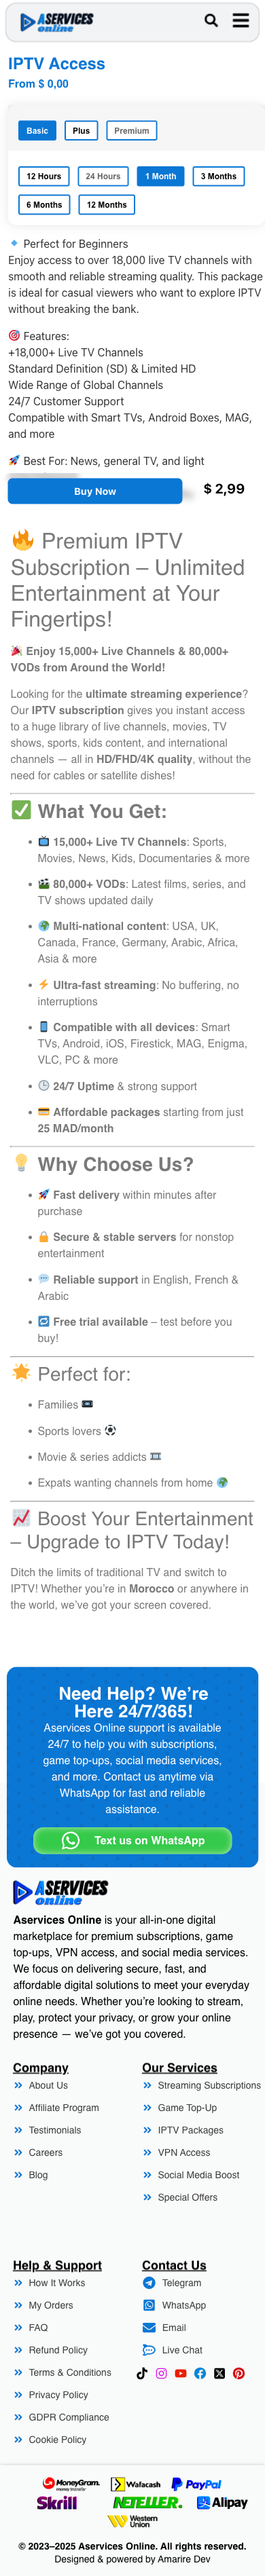 ASERVICES
online
IPTV Access
From $ 0,00
Basic
Plus
Premium
12 Hours
24 Hours
1 Month
3 Months
6 Months
12 Months
Perfect for Beginners
Enjoy access to over 18,000 live TV channels with
smooth and reliable streaming quality. This package
is ideal for casual viewers who want to explore IPTV
without breaking the bank.
🎯 Features:
+18,000+ Live TV Channels
Standard Definition (SD) & Limited HD
Wide Range of Global Channels
24/7 Customer Support
Compatible with Smart TVs, Android Boxes, MAG,
and more
🚀 Best For: News, general TV, and light
Buy Now
$ 2,99
🔥 Premium IPTV
Subscription – Unlimited
Entertainment at Your
Fingertips!
🎉 Enjoy 15,000+ Live Channels & 80,000+
VODs from Around the World!
Looking for the ultimate streaming experience?
Our IPTV subscription gives you instant access
to a huge library of live channels, movies, TV
shows, sports, kids content, and international
channels — all in HD/FHD/4K quality, without the
need for cables or satellite dishes!
✅ What You Get:
• 📺 15,000+ Live TV Channels: Sports,
Movies, News, Kids, Documentaries & more
• 🎬 80,000+ VODs: Latest films, series, and
TV shows updated daily
• 🌍 Multi-national content: USA, UK,
Canada, France, Germany, Arabic, Africa,
Asia & more
• ⚡ Ultra-fast streaming: No buffering, no
interruptions
• 📱 Compatible with all devices: Smart
TVs, Android, iOS, Firestick, MAG, Enigma,
VLC, PC & more
• 🕒 24/7 Uptime & strong support
• 💳 Affordable packages starting from just
25 MAD/month
💡 Why Choose Us?
• 🚀 Fast delivery within minutes after
purchase
• 🔒 Secure & stable servers for nonstop
entertainment
• 💬 Reliable support in English, French &
Arabic
• 🔁 Free trial available – test before you
buy!
🌟 Perfect for:
• Families 📼
• Sports lovers ⚽
• Movie & series addicts 🎞
• Expats wanting channels from home 🌍
📈 Boost Your Entertainment
– Upgrade to IPTV Today!
Ditch the limits of traditional TV and switch to
IPTV! Whether you're in Morocco or anywhere in
the world, we've got your screen covered.
Need Help? We're
Here 24/7/365!
Aservices Online support is available
24/7 to help you with subscriptions,
game top-ups, social media services,
and more. Contact us anytime via
WhatsApp for fast and reliable
assistance.
Text us on WhatsApp
ASERVICES
online
Aservices Online is your all-in-one digital
marketplace for premium subscriptions, game
top-ups, VPN access, and social media services.
We focus on delivering secure, fast, and
affordable digital solutions to meet your everyday
online needs. Whether you're looking to stream,
play, protect your privacy, or grow your online
presence — we've got you covered.
Company
About Us
Affiliate Program
Testimonials
Careers
Blog
Our Services
Streaming Subscriptions
Game Top-Up
IPTV Packages
VPN Access
Social Media Boost
Special Offers
Help & Support
How It Works
My Orders
FAQ
Refund Policy
Terms & Conditions
Privacy Policy
GDPR Compliance
Cookie Policy
Contact Us
Telegram
WhatsApp
Email
Live Chat
MoneyGram.
Wafacash
PayPal
Skrill
NETELLER.
Alipay
Western
Union
© 2023–2025 Aservices Online. All rights reserved.
Designed & powered by Amarire Dev